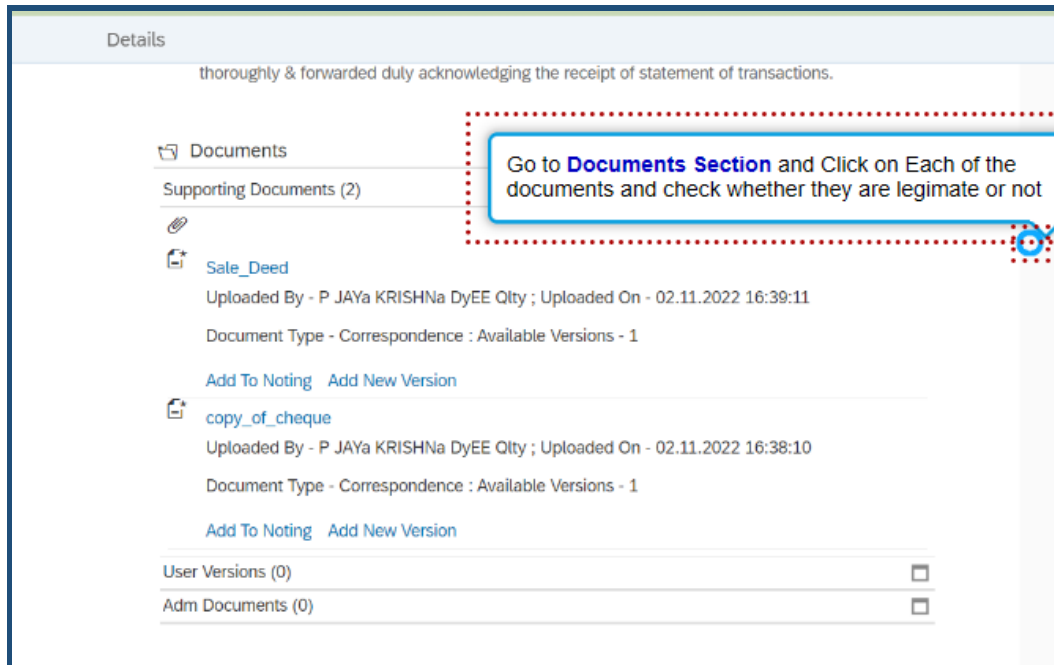 Details
thoroughly & forwarded duly acknowledging the receipt of statement of transactions.
Documents
Go to Documents Section and Click on Each of the
documents and check whether they are legimate or not
Supporting Documents (2)
Sale_Deed
Uploaded By - P JAYa KRISHNa DyEE Qlty ; Uploaded On - 02.11.2022 16:39:11
Document Type - Correspondence : Available Versions - 1
Add To Noting Add New Version
copy_of_cheque
Uploaded By - P JAYa KRISHNa DyEE Qlty ; Uploaded On - 02.11.2022 16:38:10
Document Type - Correspondence : Available Versions - 1
Add To Noting Add New Version
User Versions (0)
Adm Documents (0)